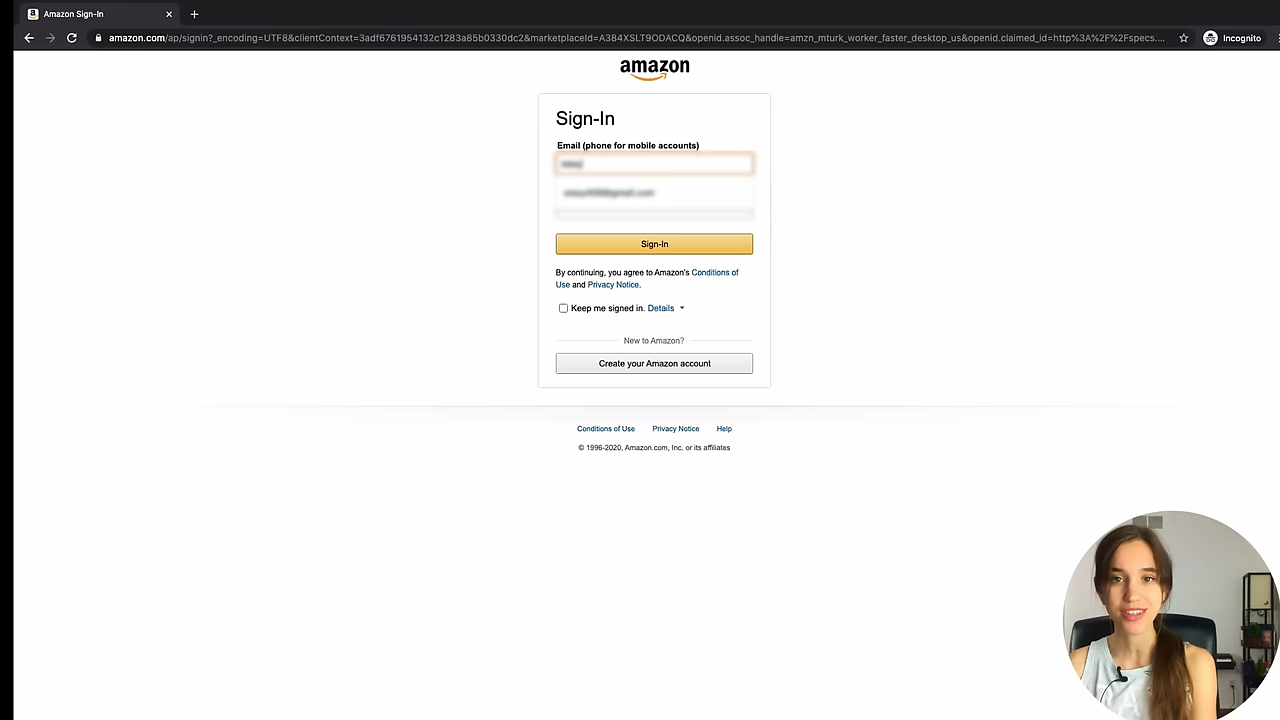 Amazon Sign-In
amazon.com/ap/signin?_encoding=UTF8&clientContext=3adf6761954132c1283a85b0330dc2&marketplaceId=A384XSLT9ODACQ&openid.assoc_handle=amzn_mturk_worker_faster_desktop_us&openid.claimed_id=http%3A%2F%2Fspecs....
Incognito
amazon
Sign-In
Email (phone for mobile accounts)
Sign-In
By continuing, you agree to Amazon's Conditions of
Use and Privacy Notice.
Keep me signed in. Details
New to Amazon?
Create your Amazon account
Conditions of Use Privacy Notice Help
© 1996-2020, Amazon.com, Inc. or its affiliates